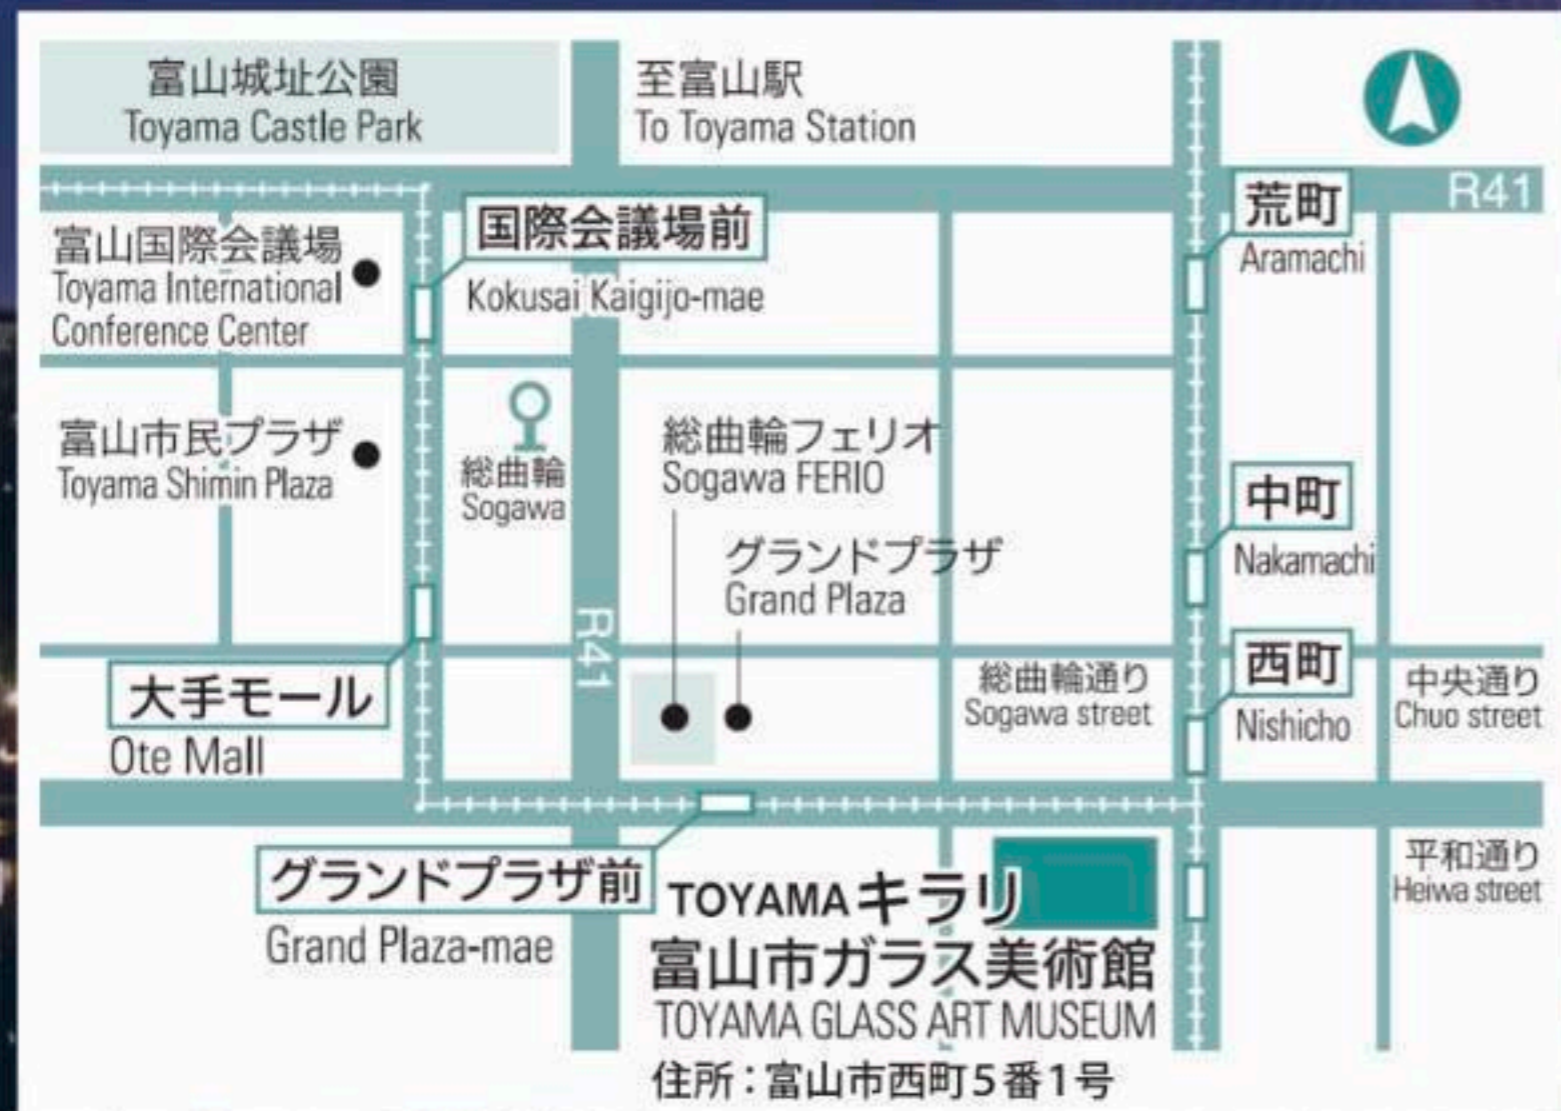 富山城址公園
Toyama Castle Park
至富山駅
To Toyama Station
R41
荒町
Aramachi
国際会議場前
Kokusai Kaigijo-mae
富山国際会議場
Toyama International
Conference Center
富山市民プラザ
Toyama Shimin Plaza
総曲輪
Sogawa
総曲輪フェリオ
Sogawa FERIO
グランドプラザ
Grand Plaza
中町
Nakamachi
R41
大手モール
Ote Mall
総曲輪通り
Sogawa street
西町
Nishicho
中央通り
Chuo street
グランドプラザ前
Grand Plaza-mae
平和通り
Heiwa street
TOYAMAキラリ
富山市ガラス美術館
TOYAMA GLASS ART MUSEUM
住所：富山市西町5番1号